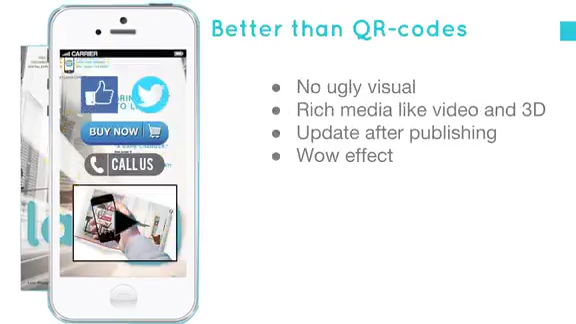 Better than QR-codes
CARRIER
BUY NOW
CALL US
● No ugly visual
● Rich media like video and 3D
● Update after publishing
● Wow effect